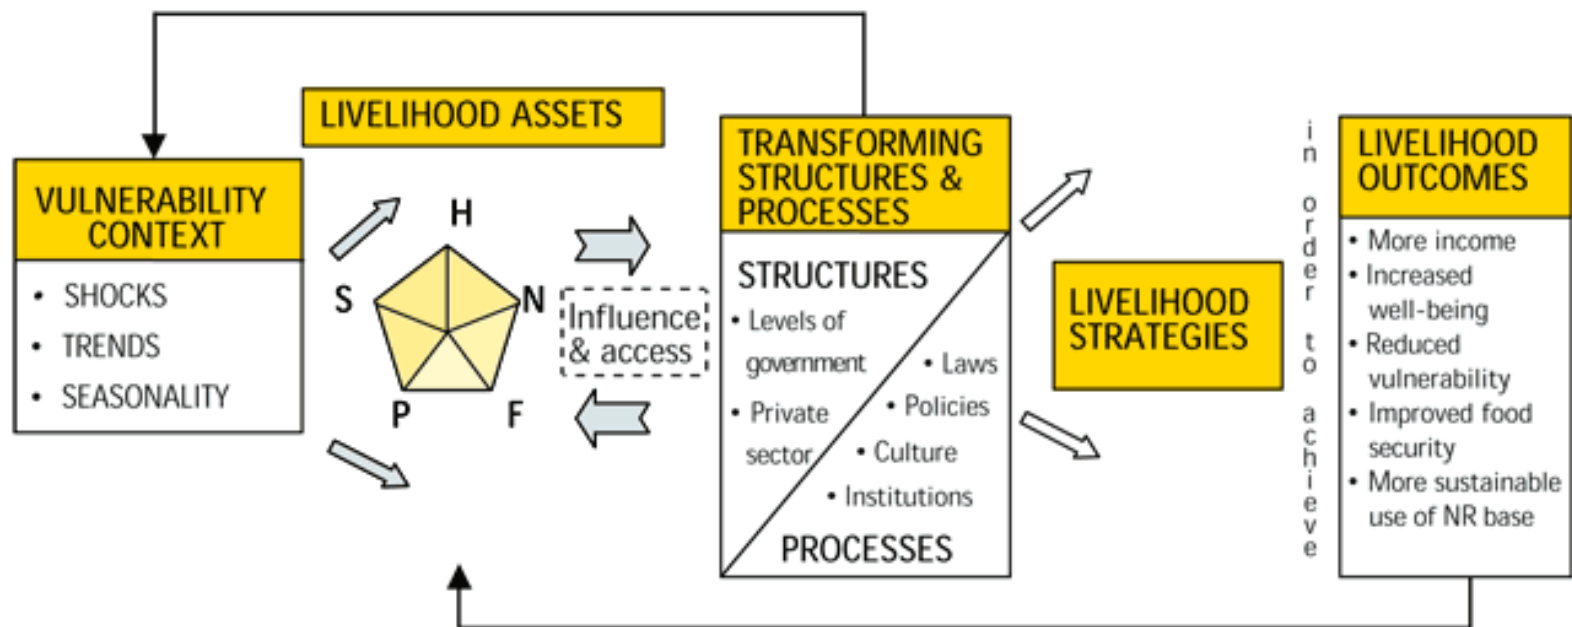 LIVELIHOOD ASSETS
VULNERABILITY
CONTEXT
• SHOCKS
• TRENDS
• SEASONALITY
H
S
N
P
F
Influence
& access
TRANSFORMING
STRUCTURES &
PROCESSES
STRUCTURES
• Levels of
government
• Private
sector
• Laws
• Policies
• Culture
• Institutions
PROCESSES
LIVELIHOOD
STRATEGIES
in order to achieve
LIVELIHOOD
OUTCOMES
• More income
• Increased
well-being
• Reduced
vulnerability
• Improved food
security
• More sustainable
use of NR base